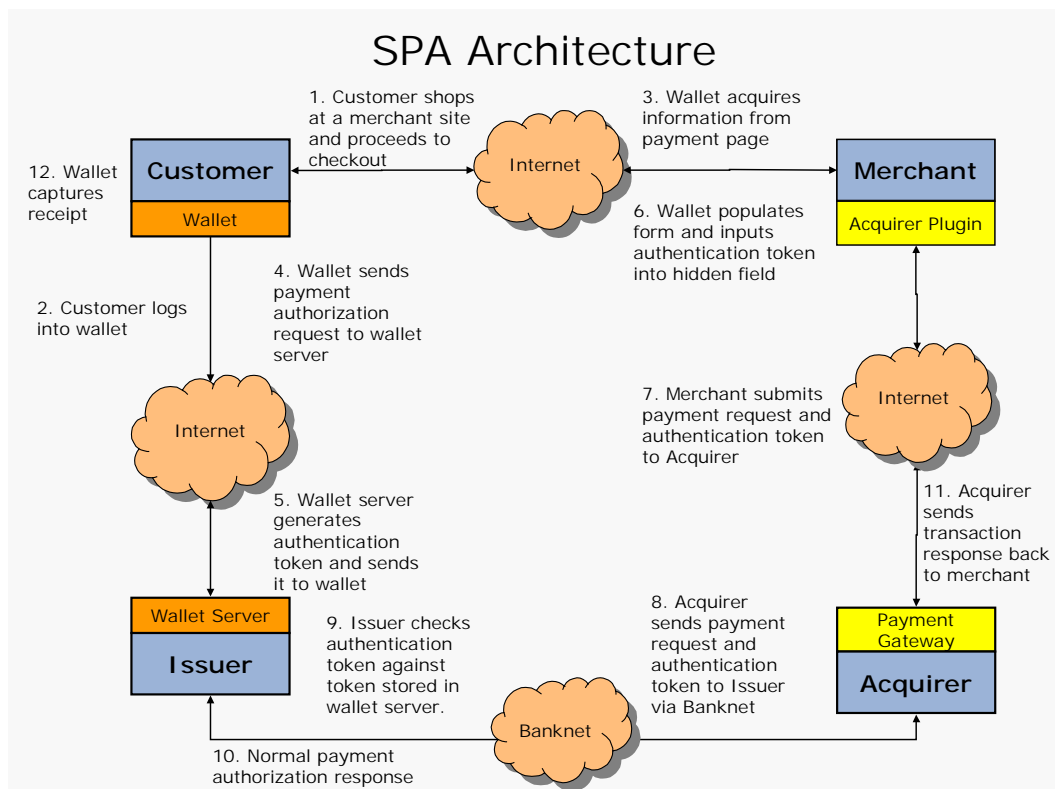 SPA Architecture
1. Customer shops
at a merchant site
and proceeds to
checkout
3. Wallet acquires
information from
payment page
Internet
Customer
Wallet
12. Wallet
captures
receipt
Merchant
Acquirer Plugin
6. Wallet populates
form and inputs
authentication token
into hidden field
4. Wallet sends
payment
authorization
request to wallet
server
2. Customer logs
into wallet
Internet
7. Merchant submits
payment request and
authentication token
to Acquirer
Internet
5. Wallet server
generates
authentication
token and sends
it to wallet
11. Acquirer
sends
transaction
response back
to merchant
Wallet Server
Issuer
9. Issuer checks
authentication
token against
token stored in
wallet server.
8. Acquirer
sends payment
request and
authentication
token to Issuer
via Banknet
Payment
Gateway
Acquirer
Banknet
10. Normal payment
authorization response